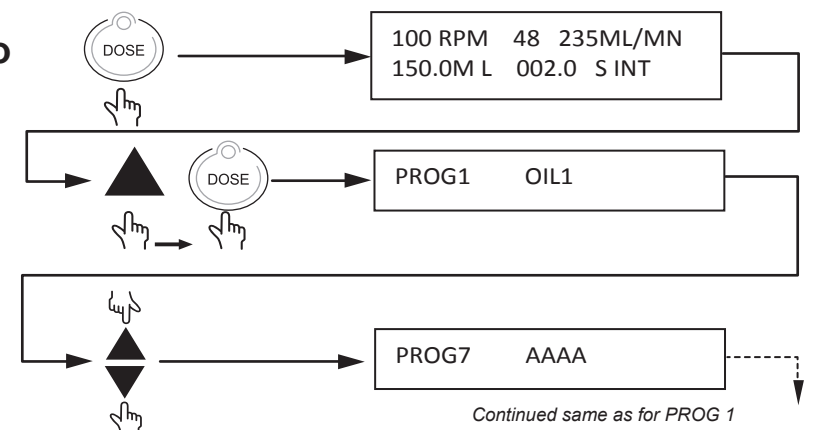 DOSE
100 RPM 48 235ML/MN
150.0M L 002.0 S INT
DOSE
PROG1 OIL1
PROG7 AAAA
Continued same as for PROG 1